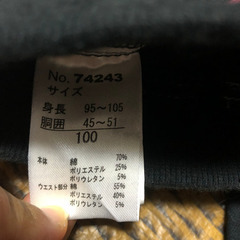 No. 74243
サイズ
身長 95~105
胴囲 45~51
100
本体 綿 70%
ポリエステル 25%
ポリウレタン 5%
ウエスト部分 綿 55%
ポリエステル 40%
ポリウレタン 5%